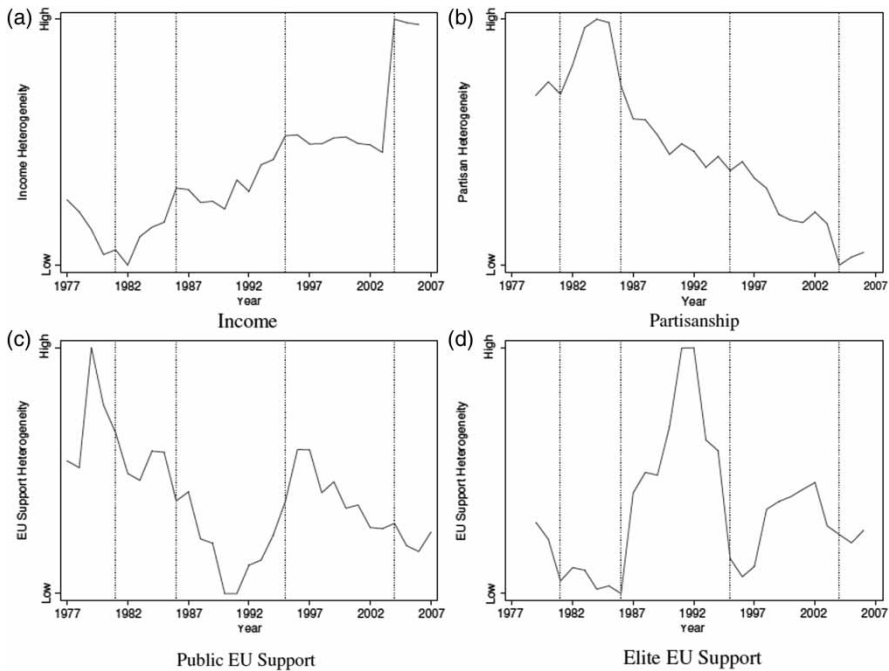 (a)
High
Income Heterogeneity
Low
1977 1982 1987 1992 1997 2002 2007
Year
Income
(b)
High
Partisan Heterogeneity
Low
1977 1982 1987 1992 1997 2002 2007
Year
Partisanship
(c)
High
EU Support Heterogeneity
Low
1977 1982 1987 1992 1997 2002 2007
Year
Public EU Support
(d)
High
EU Support Heterogeneity
Low
1977 1982 1987 1992 1997 2002 2007
Year
Elite EU Support